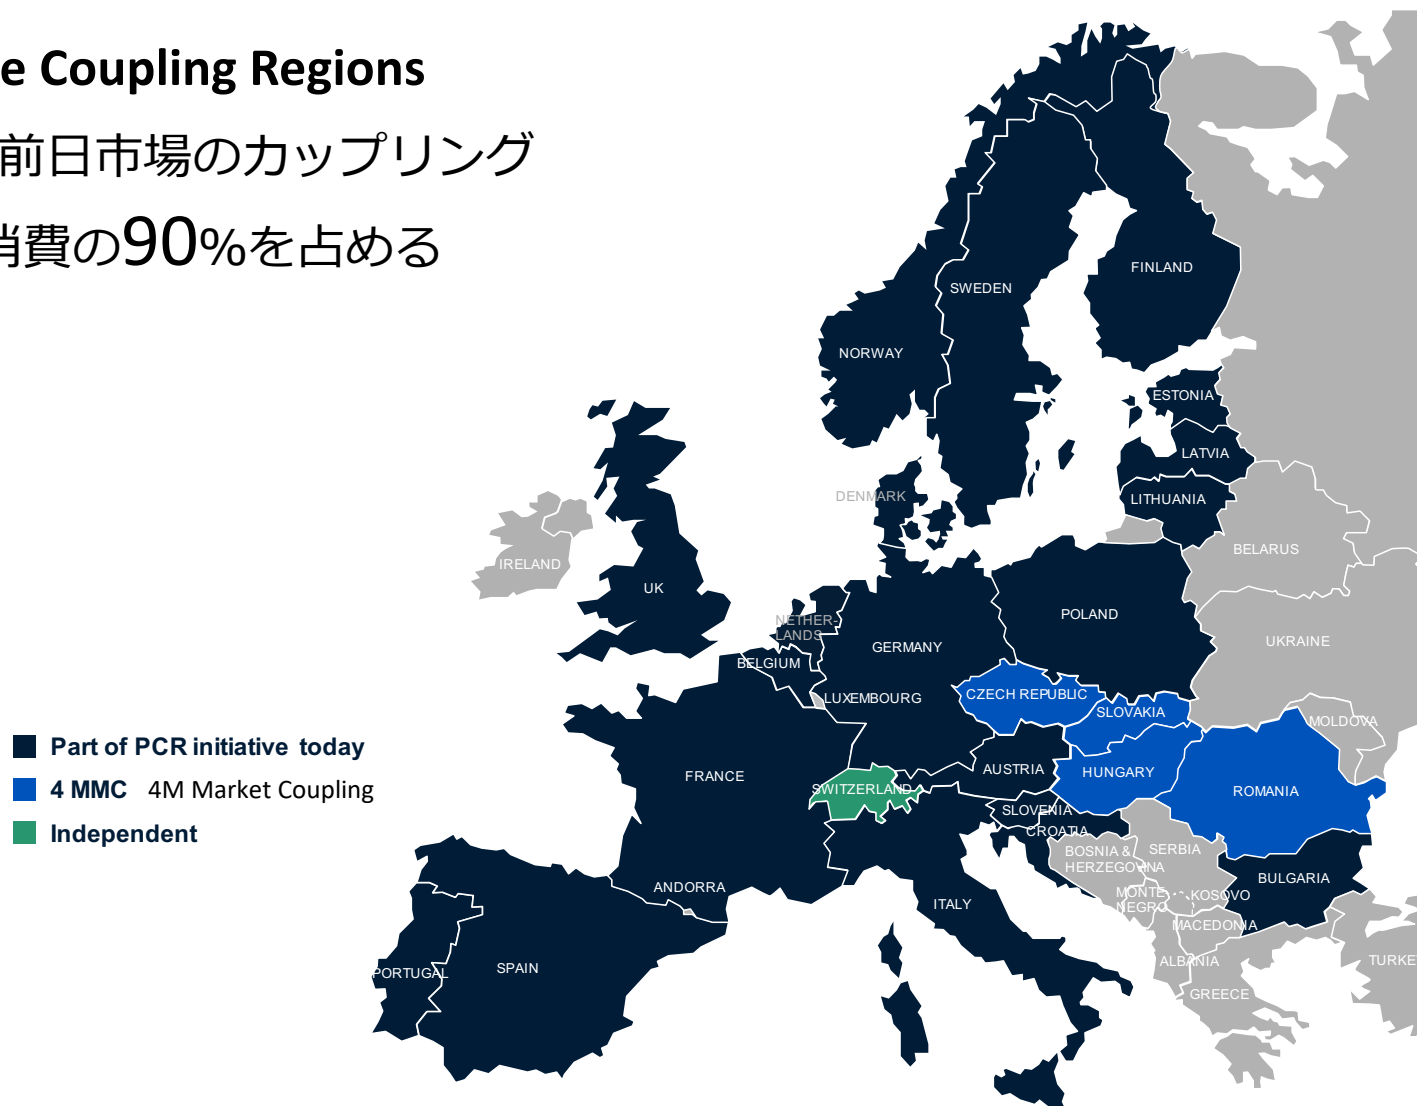 e Coupling Regions
前日市場のカップリング
消費の90%を占める
FINLAND
SWEDEN
NORWAY
ESTONIA
LATVIA
DENMARK
LITHUANIA
BELARUS
IRELAND
UK
POLAND
NETHER-
LANDS
UKRAINE
GERMANY
BELGIUM
LUXEMBOURG
CZECH REPUBLIC
SLOVAKIA
MOLDOVA
Part of PCR initiative today
4 MMC 4M Market Coupling
Independent
FRANCE
AUSTRIA
HUNGARY
SWITZERLAND
ROMANIA
SLOVENIA
CROATIA
BOSNIA &
HERZEGOVNA
SERBIA
BULGARIA
ANDORRA
MONTE-
NEGRO
KOSOVO
ITALY
MACEDONIA
PORTUGAL
SPAIN
ALBANIA
TURKE
GREECE